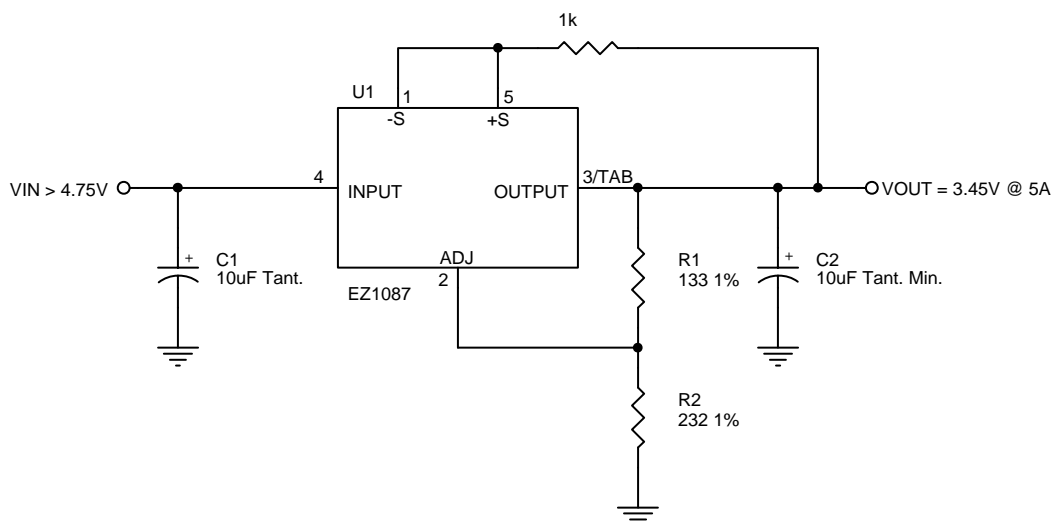 1k
U1
1
5
-S
+S
VIN > 4.75V
4
INPUT
OUTPUT
3/TAB
VOUT = 3.45V @ 5A
+
C1
10uF Tant.
ADJ
2
EZ1087
R1
133 1%
+
C2
10uF Tant. Min.
R2
232 1%